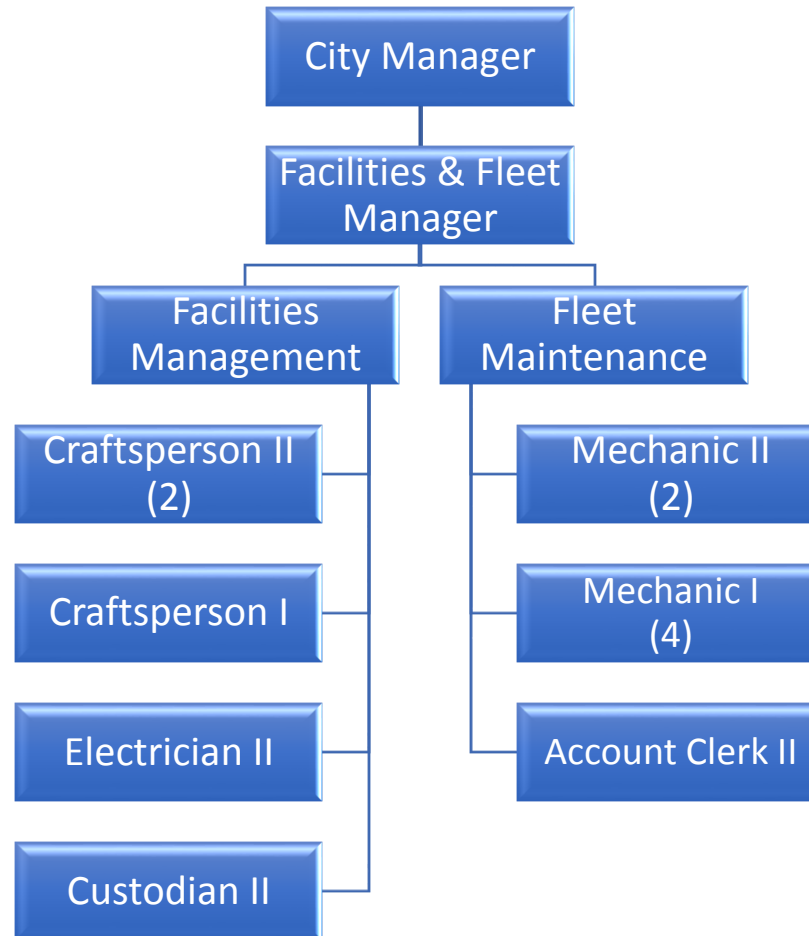 City Manager
Facilities & Fleet
Manager
Facilities
Management
Fleet
Maintenance
Craftsperson II
(2)
Craftsperson I
Electrician II
Custodian II
Mechanic II
(2)
Mechanic I
(4)
Account Clerk II